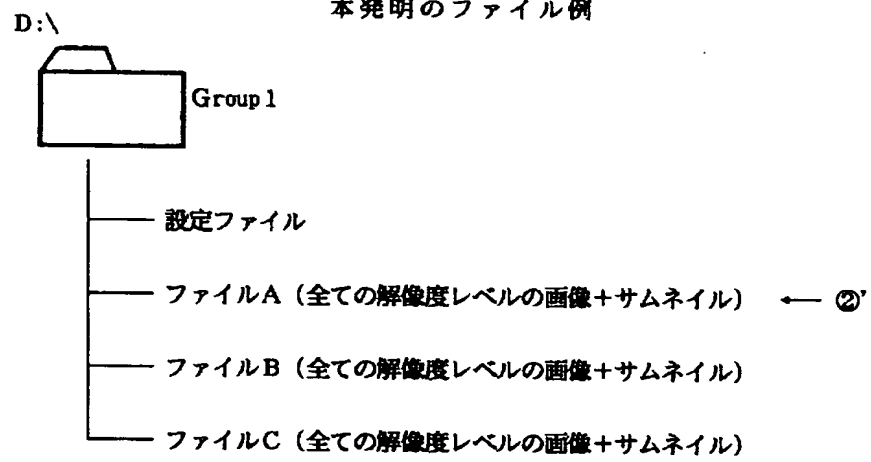 本発明のファイル例
D:\
Group1
設定ファイル
ファイルA（全ての解像度レベルの画像＋サムネイル） ← ②'
ファイルB（全ての解像度レベルの画像＋サムネイル）
ファイルC（全ての解像度レベルの画像＋サムネイル）